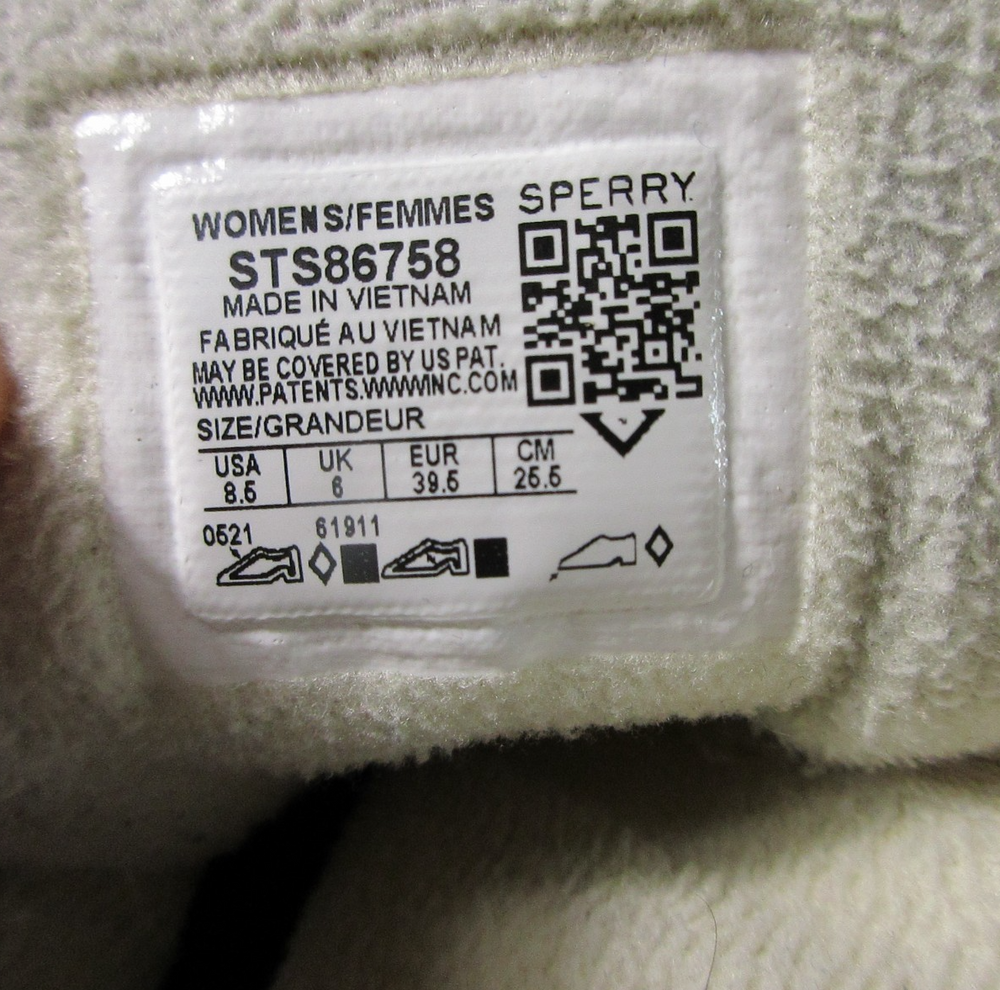 SPERRY
WOMENS/FEMMES
STS86758
MADE IN VIETNAM
FABRIQUÉ AU VIETNAM
MAY BE COVERED BY US PAT.
WWW.PATENTS.WWWINC.COM
SIZE/GRANDEUR
USA UK EUR CM
8.5 6 39.5 25.5
0521 61911